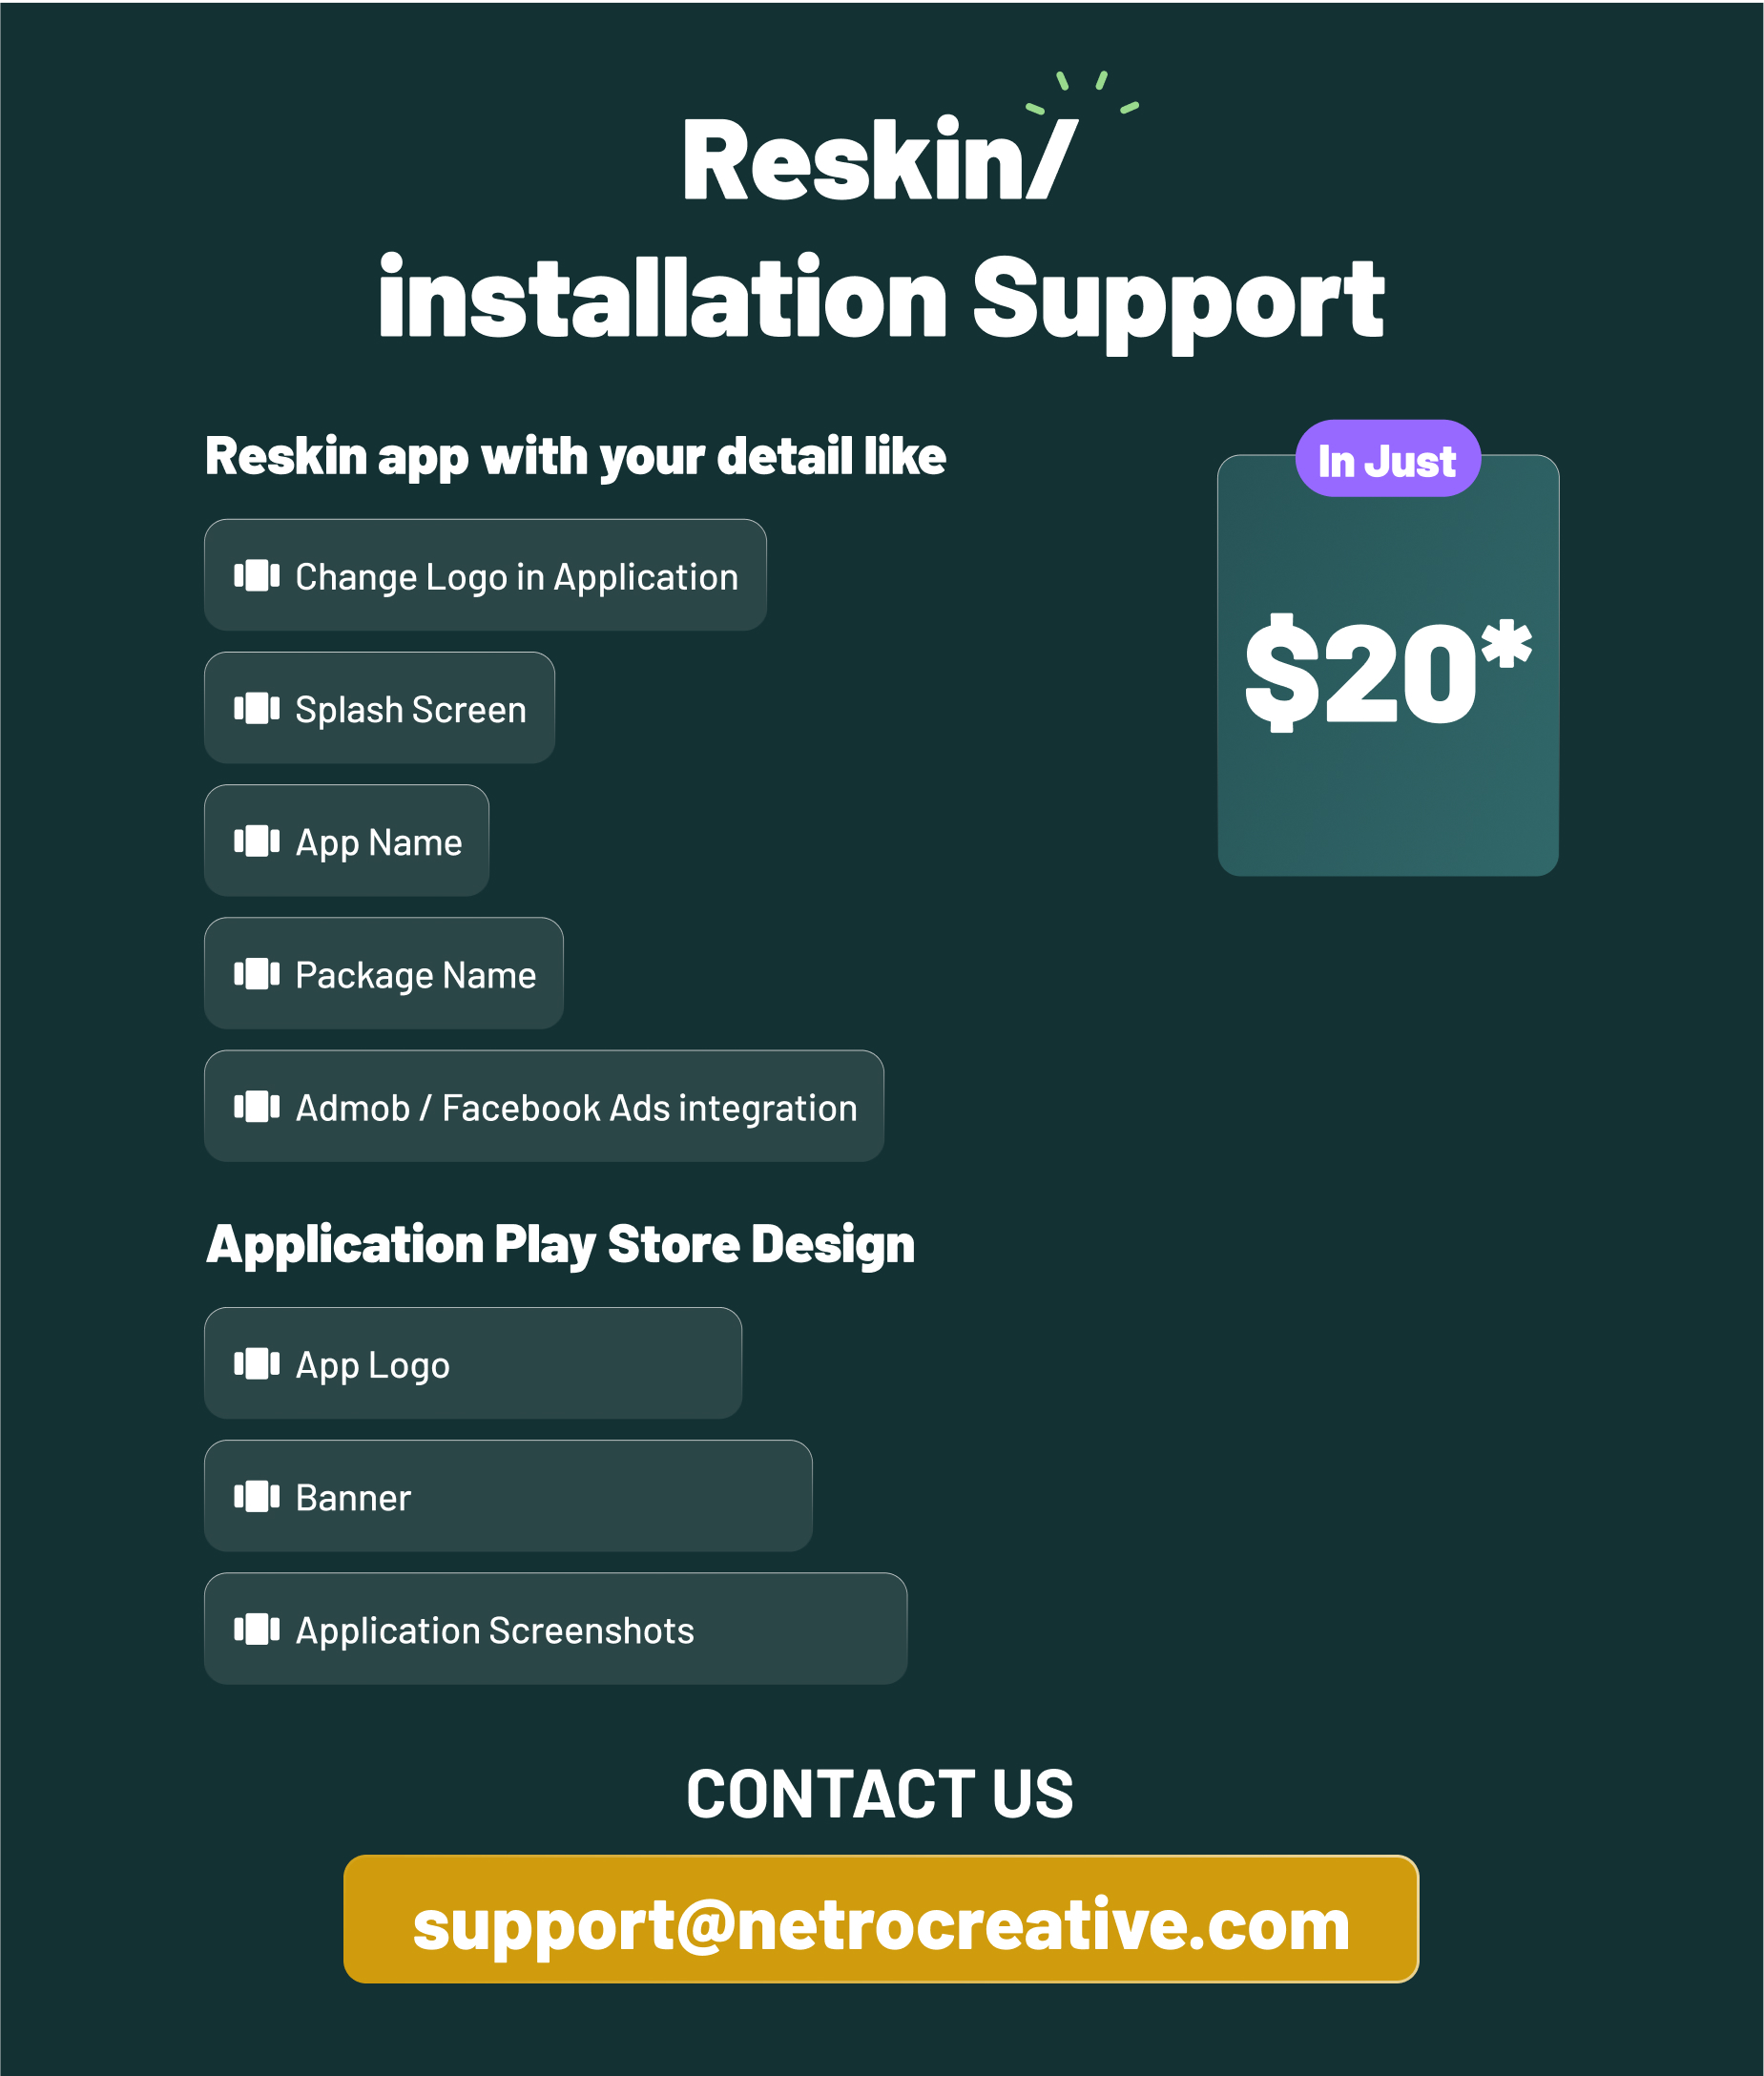 Reskin/
installation Support
Reskin app with your detail like
Change Logo in Application
Splash Screen
App Name
Package Name
Admob / Facebook Ads integration
In Just
$20*
Application Play Store Design
App Logo
Banner
Application Screenshots
CONTACT US
support@netrocreative.com